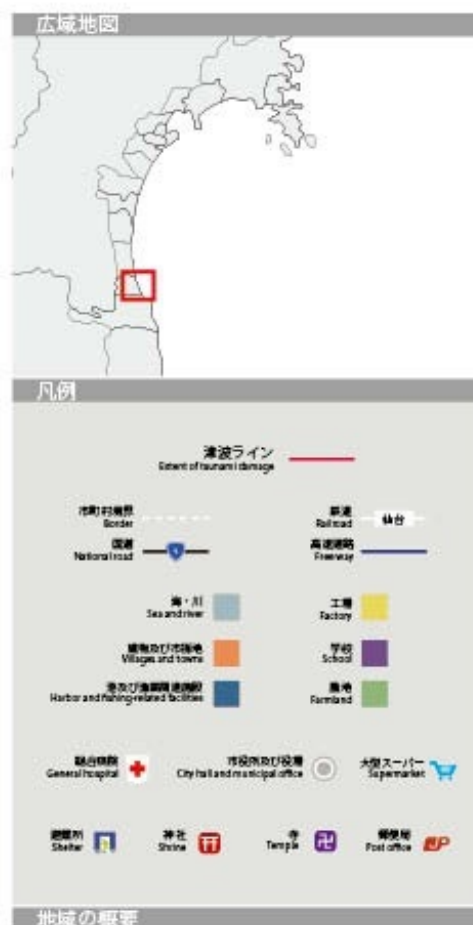 広域地図
凡例
津波ライン
Extent of tsunami damage
市町村境界
Border
鉄道
Railroad
仙台
国道
National road
高速道路
Freeway
海・川
Sea and river
工場
Factory
建物及び市街地
Villages and towns
学校
School
港及び漁業関連施設
Harbor and fishing-related facilities
農地
Farmland
総合病院
General hospital
市役所及び役場
City hall and municipal office
大型スーパー
Supermarket
避難所
Shelter
神社
Shrine
寺
Temple
郵便局
Post office
地域の概要